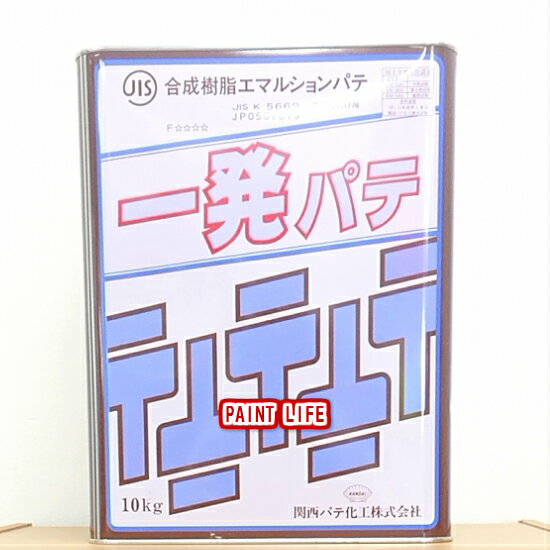 JIS 合成樹脂エマルションパテ
JIS K 5669
F☆☆☆☆
一発パテ
PAINT LIFE
10kg
KANSAI
関西パテ化工株式会社